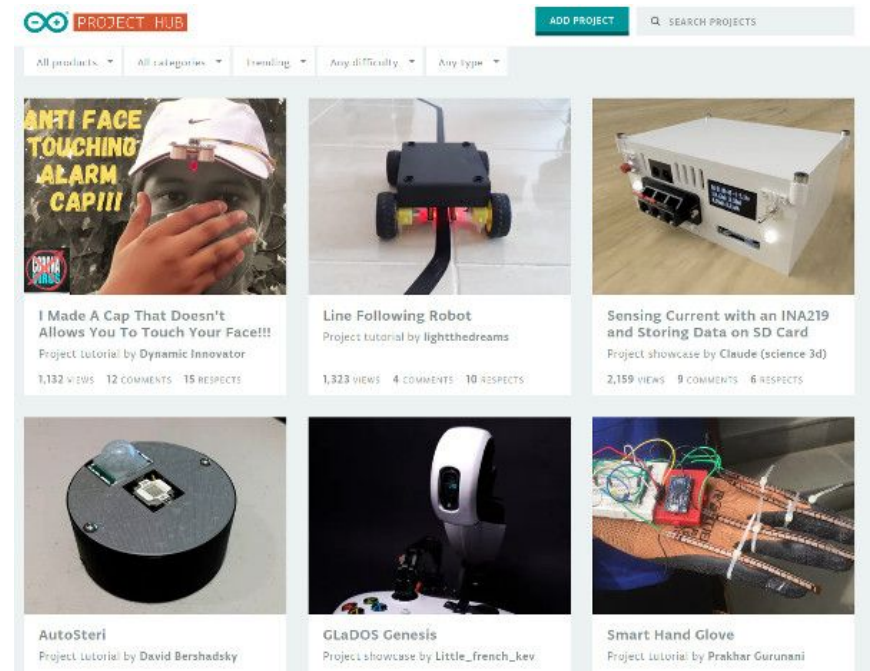 PROJECT HUB
ADD PROJECT
SEARCH PROJECTS
All products
All categories
Trending
Any difficulty
Any type
ANTI FACE
TOUCHING
ALARM
CAP!!!
CORONA
VIRUS
I Made A Cap That Doesn't
Allows You To Touch Your Face!!!
Project tutorial by Dynamic Innovator
1,132 VIEWS 12 COMMENTS 15 RESPECTS
Line Following Robot
Project tutorial by lightthedreams
1,323 VIEWS 4 COMMENTS 10 RESPECTS
Sensing Current with an INA219
and Storing Data on SD Card
Project showcase by Claude (science 3d)
2,159 VIEWS 9 COMMENTS 6 RESPECTS
AutoSteri
Project tutorial by David Bershadsky
GLaDOS Genesis
Project showcase by Little_french_kev
Smart Hand Glove
Project tutorial by Prakhar Gurunani